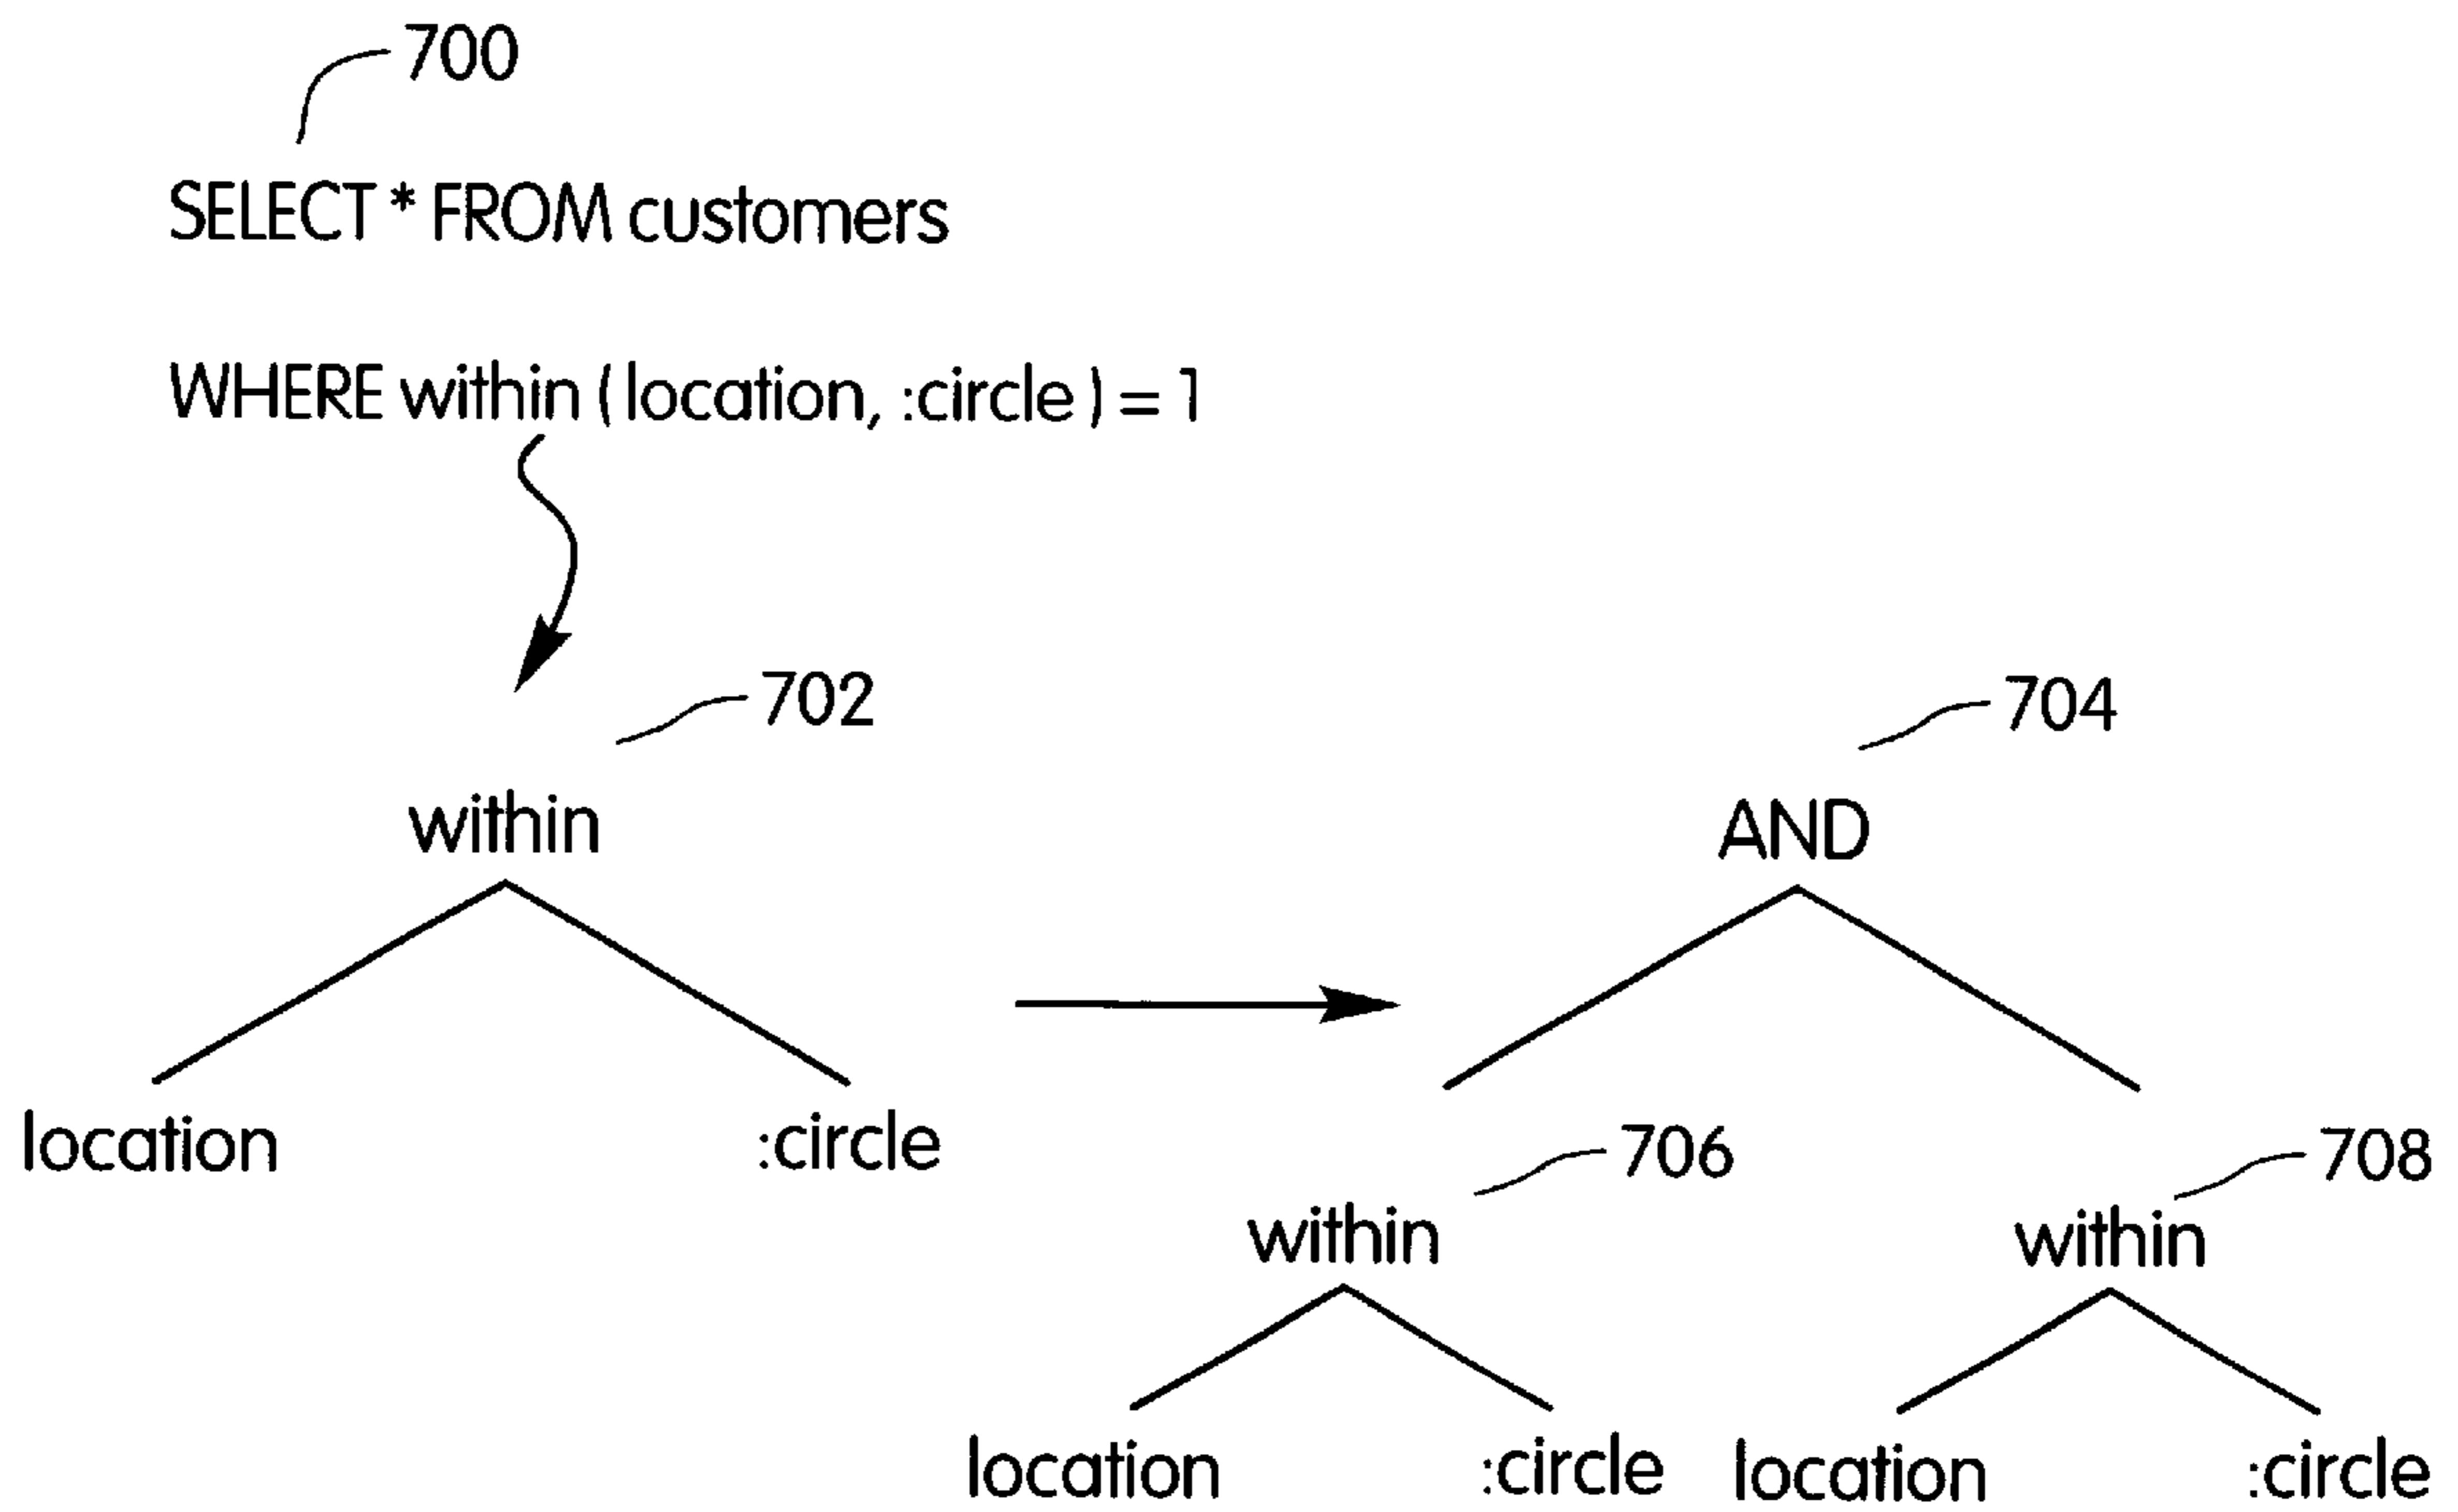 700
SELECT * FROM customers
WHERE within ( location, :circle ) = 1
702
704
within
AND
location
:circle
706
708
within
within
location
:circle
location
:circle